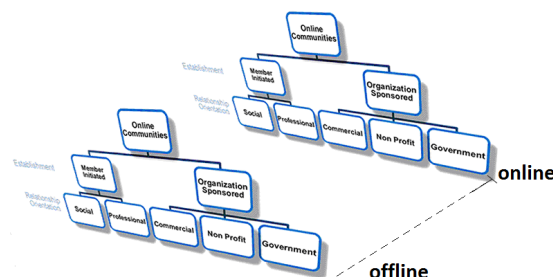 Online
Communities
Establishment
Member
Initiated
Organization
Sponsored
Relationship
Orientation
Social
Professional
Commercial
Non Profit
Government
online
Online
Communities
Establishment
Member
Initiated
Organization
Sponsored
Relationship
Orientation
Social
Professional
Commercial
Non Profit
Government
offline